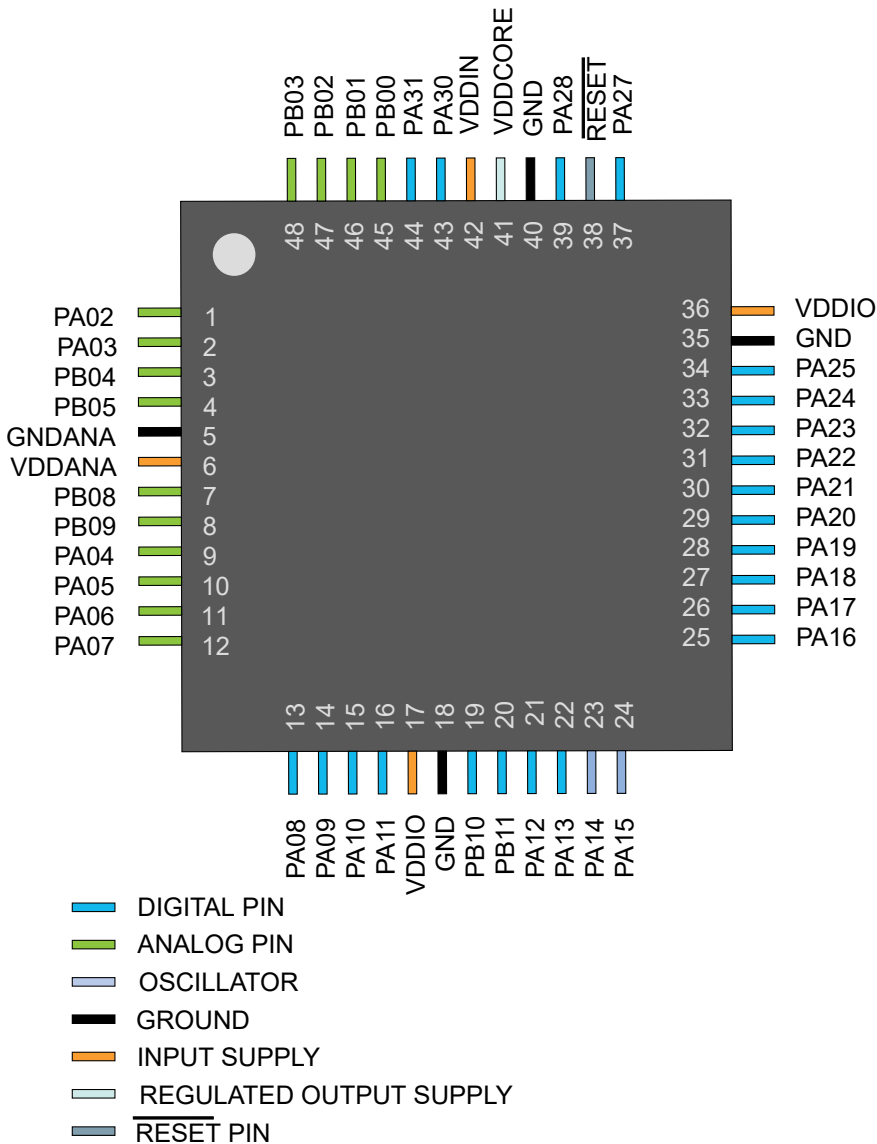 PB03
PB02
PB01
PB00
PA31
PA30
VDDIN
VDDCORE
GND
PA28
RESET
PA27
48
47
46
45
44
43
42
41
40
39
38
37
PA02 1
PA03 2
PB04 3
PB05 4
GNDANA 5
VDDANA 6
PB08 7
PB09 8
PA04 9
PA05 10
PA06 11
PA07 12
36 VDDIO
35 GND
34 PA25
33 PA24
32 PA23
31 PA22
30 PA21
29 PA20
28 PA19
27 PA18
26 PA17
25 PA16
13
14
15
16
17
18
19
20
21
22
23
24
PA08
PA09
PA10
PA11
VDDIO
GND
PB10
PB11
PA12
PA13
PA14
PA15
DIGITAL PIN
ANALOG PIN
OSCILLATOR
GROUND
INPUT SUPPLY
REGULATED OUTPUT SUPPLY
RESET PIN